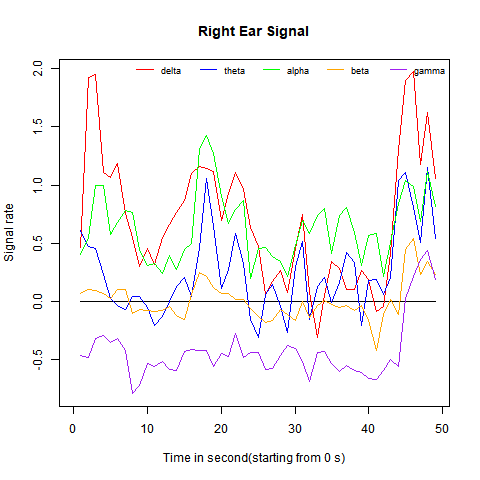 Right Ear Signal
delta theta alpha beta gamma
2.0
1.5
1.0
0.5
0.0
-0.5
Signal rate
0 10 20 30 40 50
Time in second(starting from 0 s)